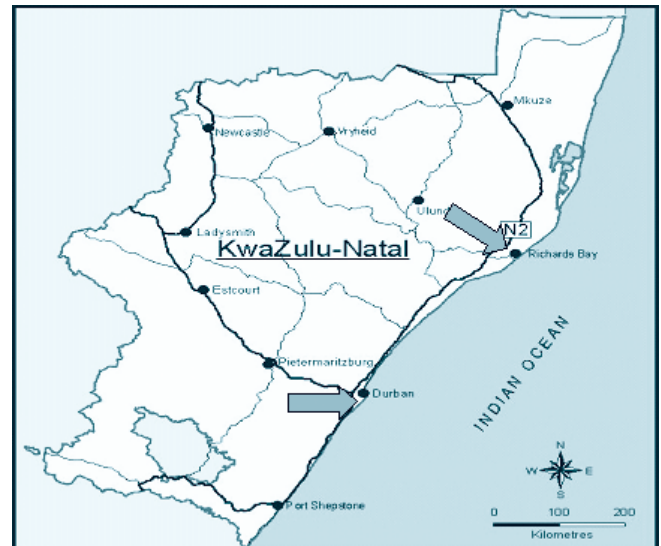 Mkuze
Newcastle
Vryheid
Ulund
N2
Ladysmith
KwaZulu-Natal
Richards Bay
Estcourt
INDIAN OCEAN
Pietermaritzburg
Durban
N
W E
S
Port Shepstone
0 100 200
Kilometres